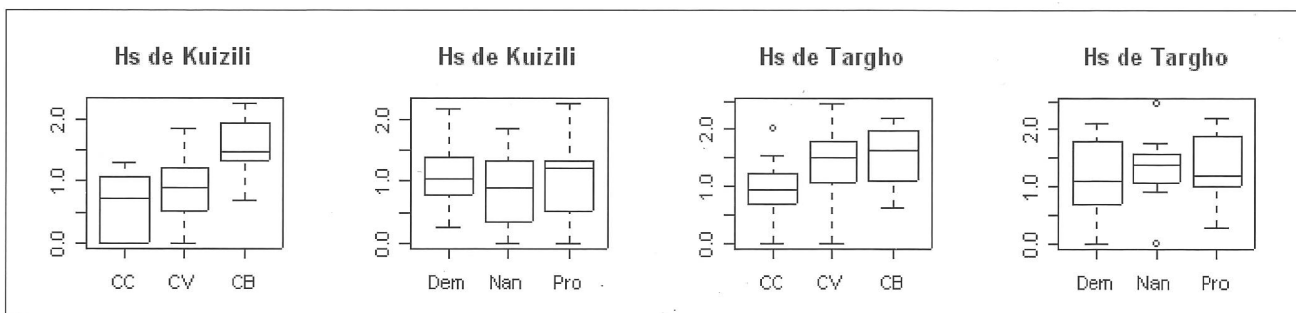 Hs de Kuizili
0.0 1.0 2.0
CC CV CB
Hs de Kuizili
0.0 1.0 2.0
Dem Nan Pro
Hs de Targho
0.0 1.0 2.0
CC CV CB
Hs de Targho
0.0 1.0 2.0
Dem Nan Pro